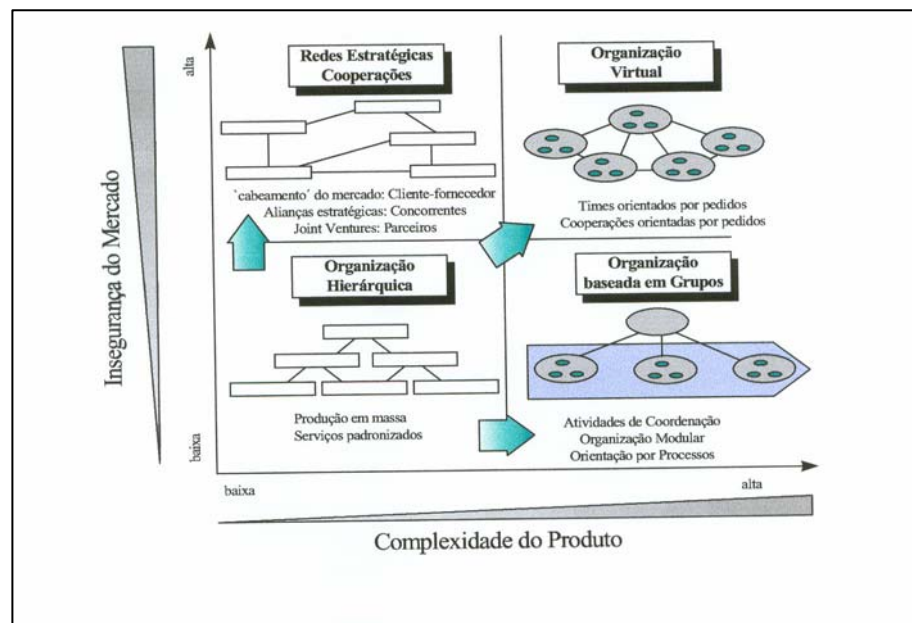 Insegurança do Mercado
alta
baixa
Redes Estratégicas
Cooperações
'cabeamento' do mercado: Cliente-fornecedor
Alianças estratégicas: Concorrentes
Joint Ventures: Parceiros
Organização
Virtual
Times orientados por pedidos
Cooperações orientadas por pedidos
Organização
Hierárquica
Produção em massa
Serviços padronizados
Organização
baseada em Grupos
Atividades de Coordenação
Organização Modular
Orientação por Processos
baixa
alta
Complexidade do Produto